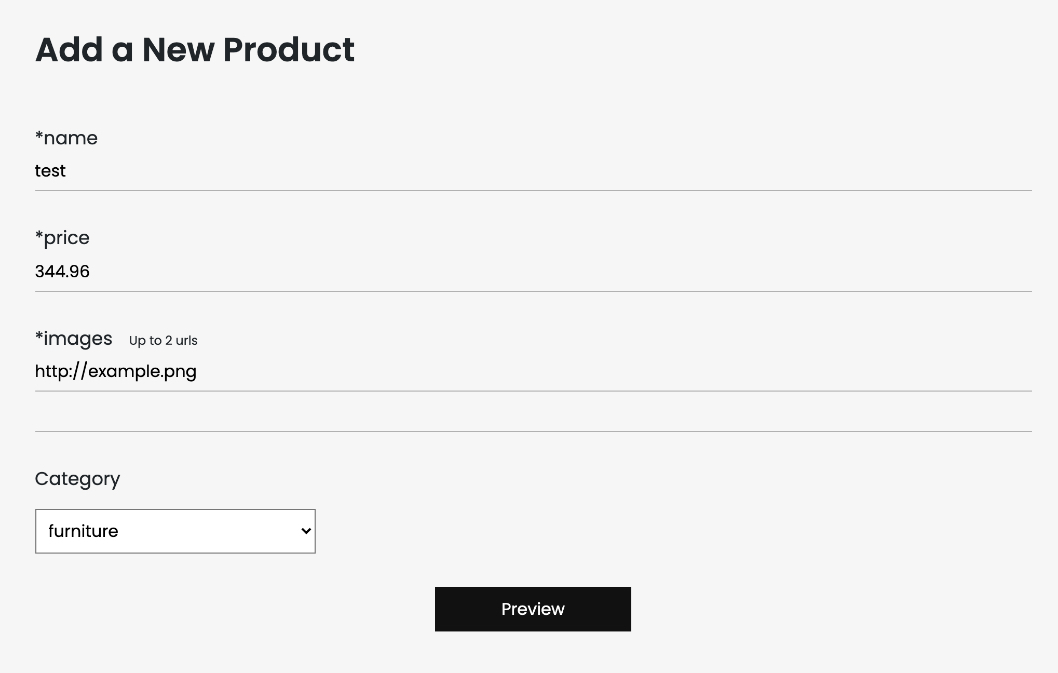 Add a New Product
*name
test
*price
344.96
*images Up to 2 urls
http://example.png
Category
furniture
Preview